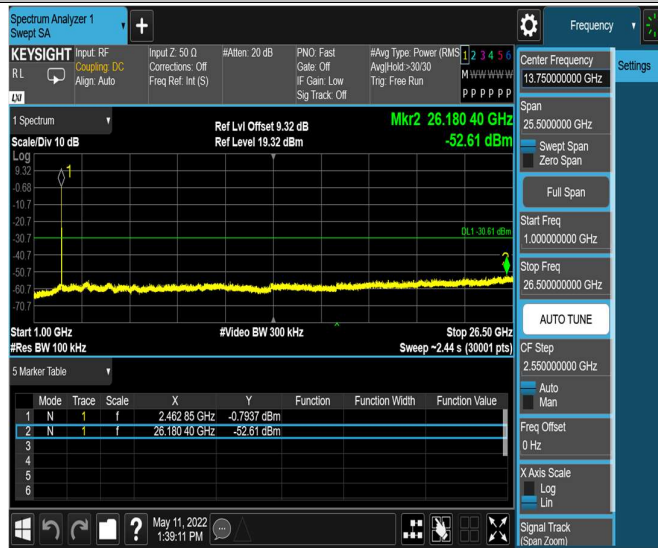 Spectrum Analyzer 1
Swept SA
Frequency
KEYSIGHT
RL
LXI
Input: RF
Coupling: DC
Align: Auto
Input Z: 50 Ω
Corrections: Off
Freq Ref: Int (S)
#Atten: 20 dB
PNO: Fast
Gate: Off
IF Gain: Low
Sig Track: Off
#Avg Type: Power (RMS
Avg|Hold:>30/30
Trig: Free Run
1 2 3 4 5 6
M W W W W W
P P P P P P
1 Spectrum
Scale/Div 10 dB
Ref Lvl Offset 9.32 dB
Ref Level 19.32 dBm
Mkr2 26.180 40 GHz
-52.61 dBm
Log
9.32
-0.68
-10.7
-20.7
-30.7
-40.7
-50.7
-60.7
-70.7
1
DL1 -30.61 dBm
2
Start 1.00 GHz
#Res BW 100 kHz
#Video BW 300 kHz
Stop 26.50 GHz
Sweep ~2.44 s (30001 pts)
5 Marker Table
Mode Trace Scale X Y Function Function Width Function Value
1 N 1 f 2.462 85 GHz -0.7937 dBm
2 N 1 f 26.180 40 GHz -52.61 dBm
3
4
5
6
?
May 11, 2022
1:39:11 PM
Center Frequency
13.750000000 GHz
Settings
Span
25.5000000 GHz
Swept Span
Zero Span
Full Span
Start Freq
1.000000000 GHz
Stop Freq
26.500000000 GHz
AUTO TUNE
CF Step
2.550000000 GHz
Auto
Man
Freq Offset
0 Hz
X Axis Scale
Log
Lin
Signal Track
(Span Zoom)